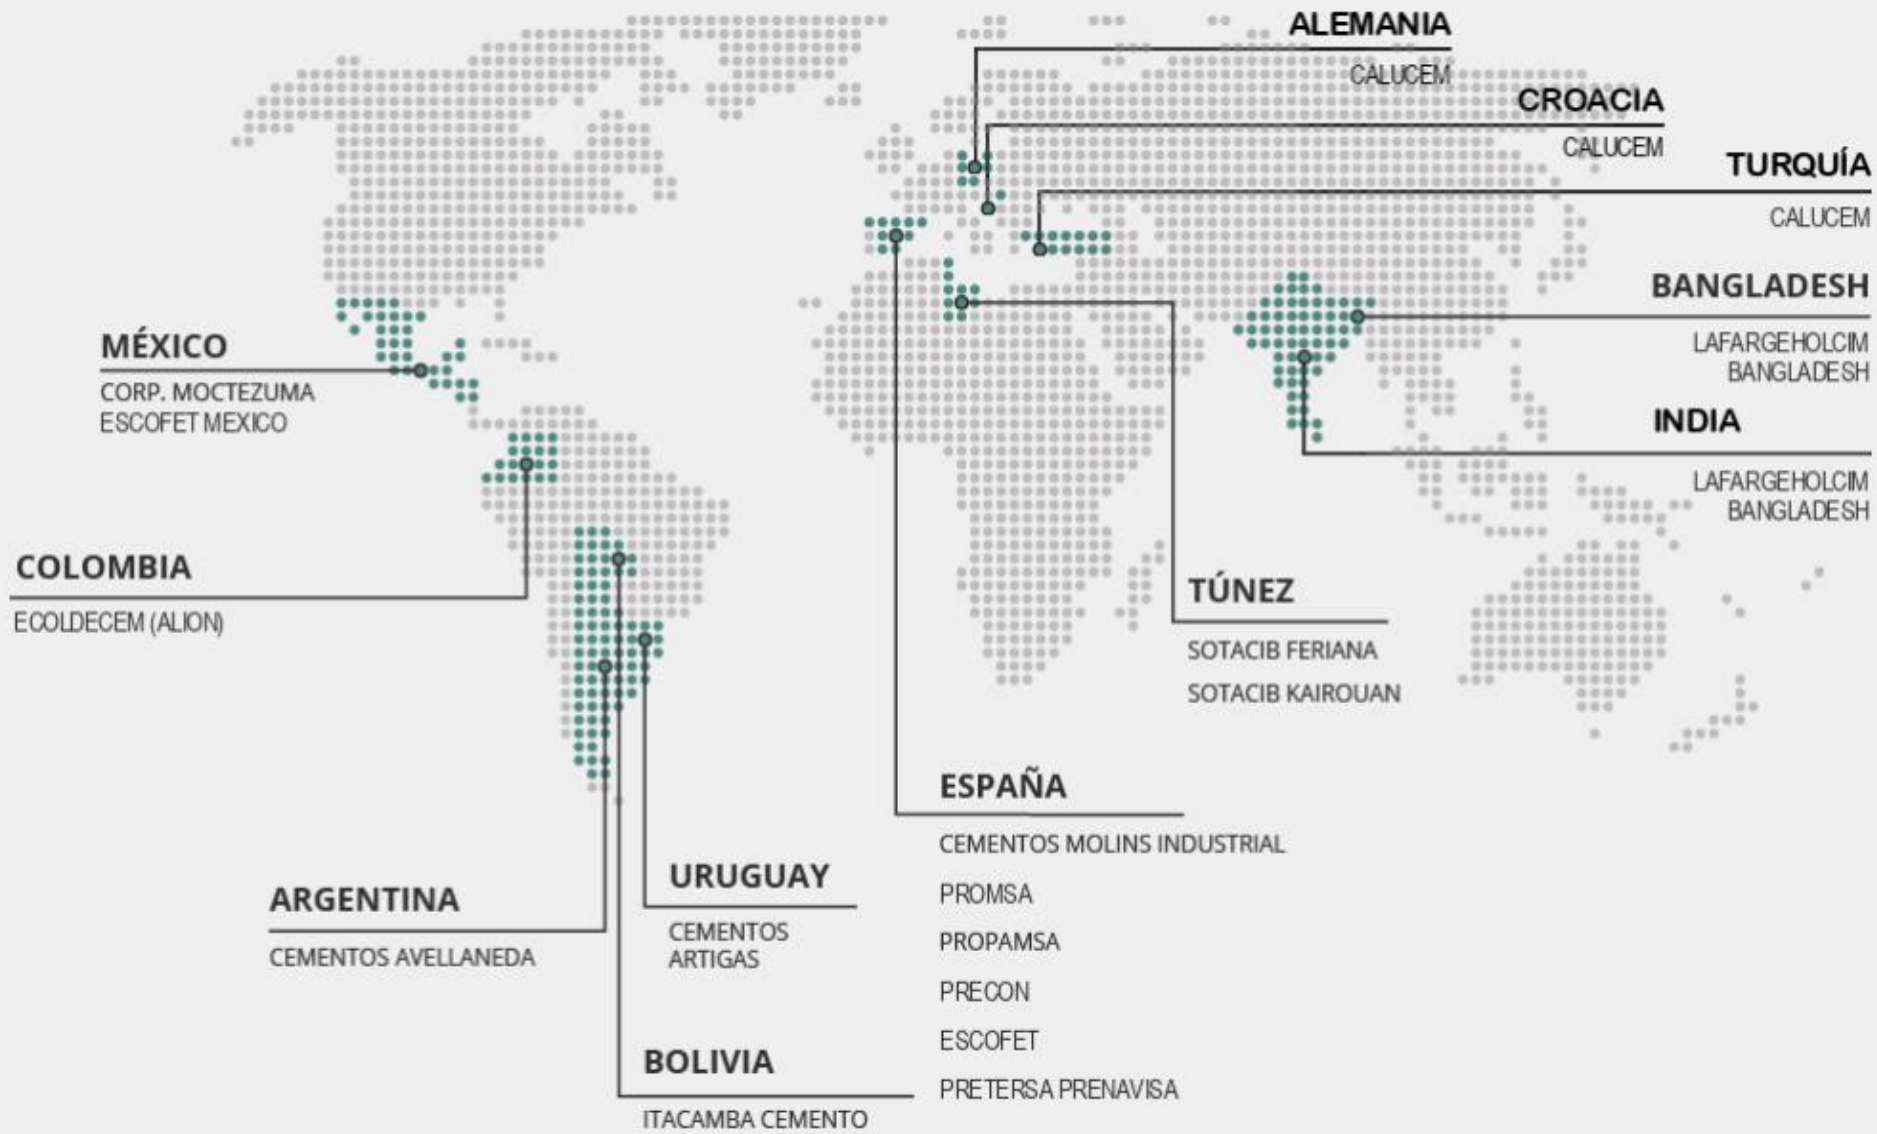 ALEMANIA
CALUCEM
CROACIA
CALUCEM
TURQUÍA
CALUCEM
BANGLADESH
LAFARGEHOLCIM
BANGLADESH
INDIA
LAFARGEHOLCIM
BANGLADESH
MÉXICO
CORP. MOCTEZUMA
ESCOFET MEXICO
COLOMBIA
ECOLDECEM (ALION)
TÚNEZ
SOTACIB FERIANA
SOTACIB KAIROUAN
ESPAÑA
CEMENTOS MOLINS INDUSTRIAL
PROMSA
PROPAMSA
PRECON
ESCOFET
PRETERSA PRENAVISA
URUGUAY
CEMENTOS
ARTIGAS
ARGENTINA
CEMENTOS AVELLANEDA
BOLIVIA
ITACAMBA CEMENTO